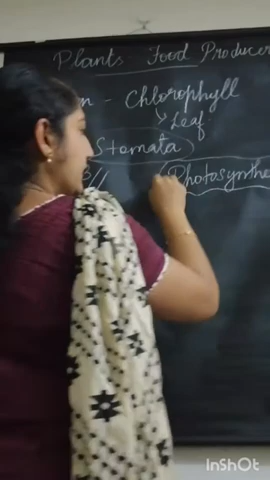 Plants Food Producer
n - Chlorophyll
Leaf
Stomata
Photosynthe
InShOt